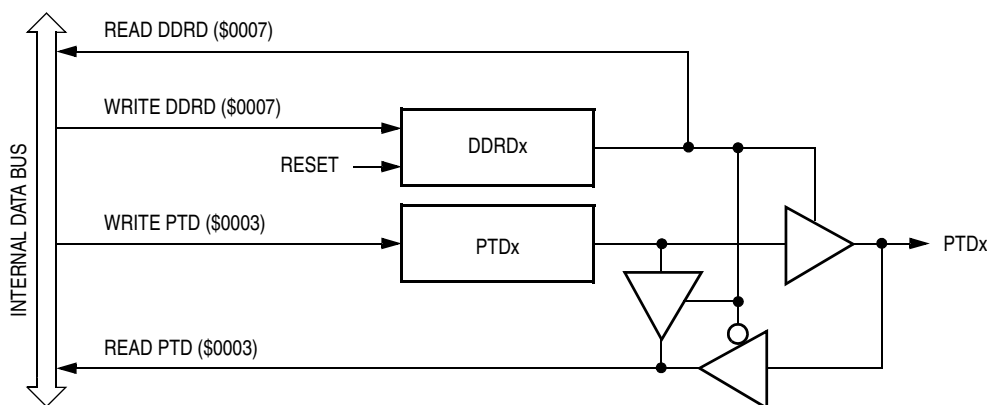 READ DDRD ($0007)
WRITE DDRD ($0007)
DDRDx
RESET
INTERNAL DATA BUS
WRITE PTD ($0003)
PTDx
PTDx
READ PTD ($0003)